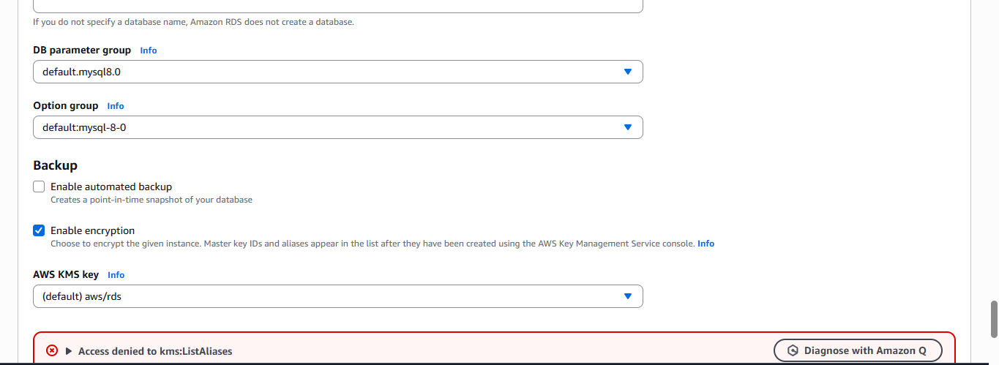 If you do not specify a database name, Amazon RDS does not create a database.
DB parameter group Info
default.mysql8.0
Option group Info
default:mysql-8-0
Backup
Enable automated backup
Creates a point-in-time snapshot of your database
Enable encryption
Choose to encrypt the given instance. Master key IDs and aliases appear in the list after they have been created using the AWS Key Management Service console. Info
AWS KMS key Info
(default) aws/rds
Access denied to kms:ListAliases Diagnose with Amazon Q